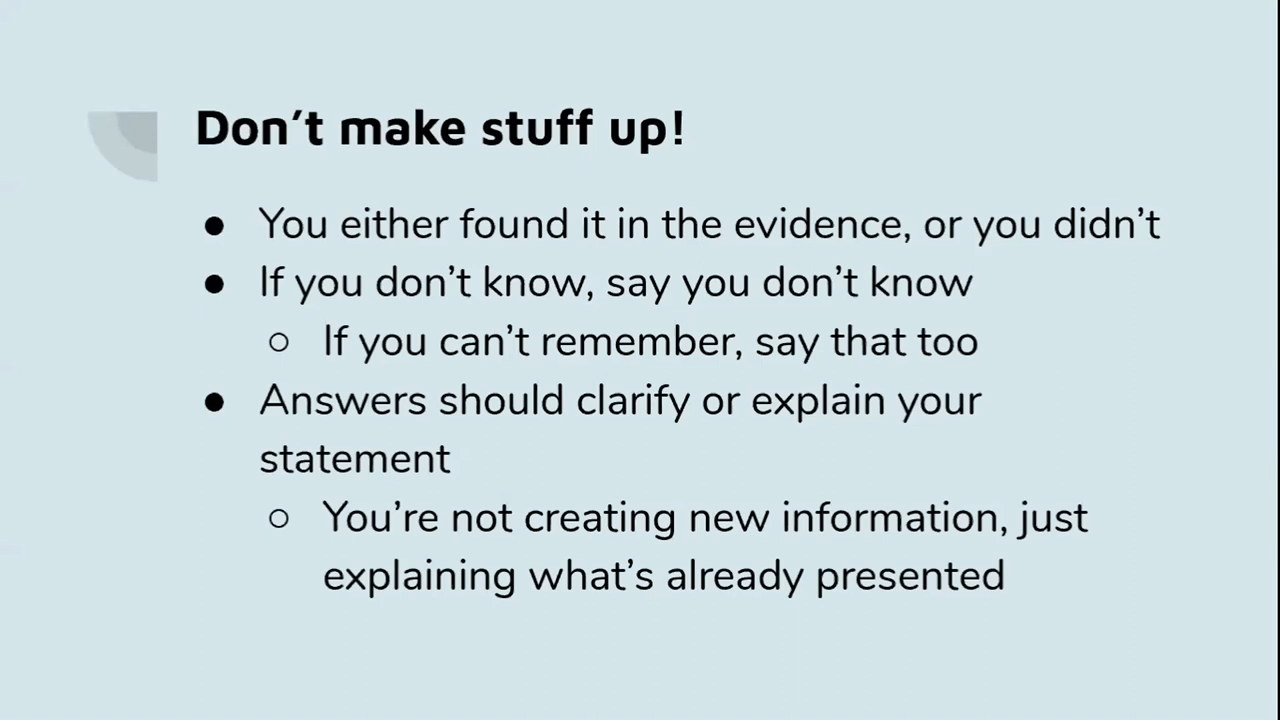 Don’t make stuff up!
● You either found it in the evidence, or you didn’t
● If you don’t know, say you don’t know
○ If you can’t remember, say that too
● Answers should clarify or explain your
statement
○ You’re not creating new information, just
explaining what’s already presented